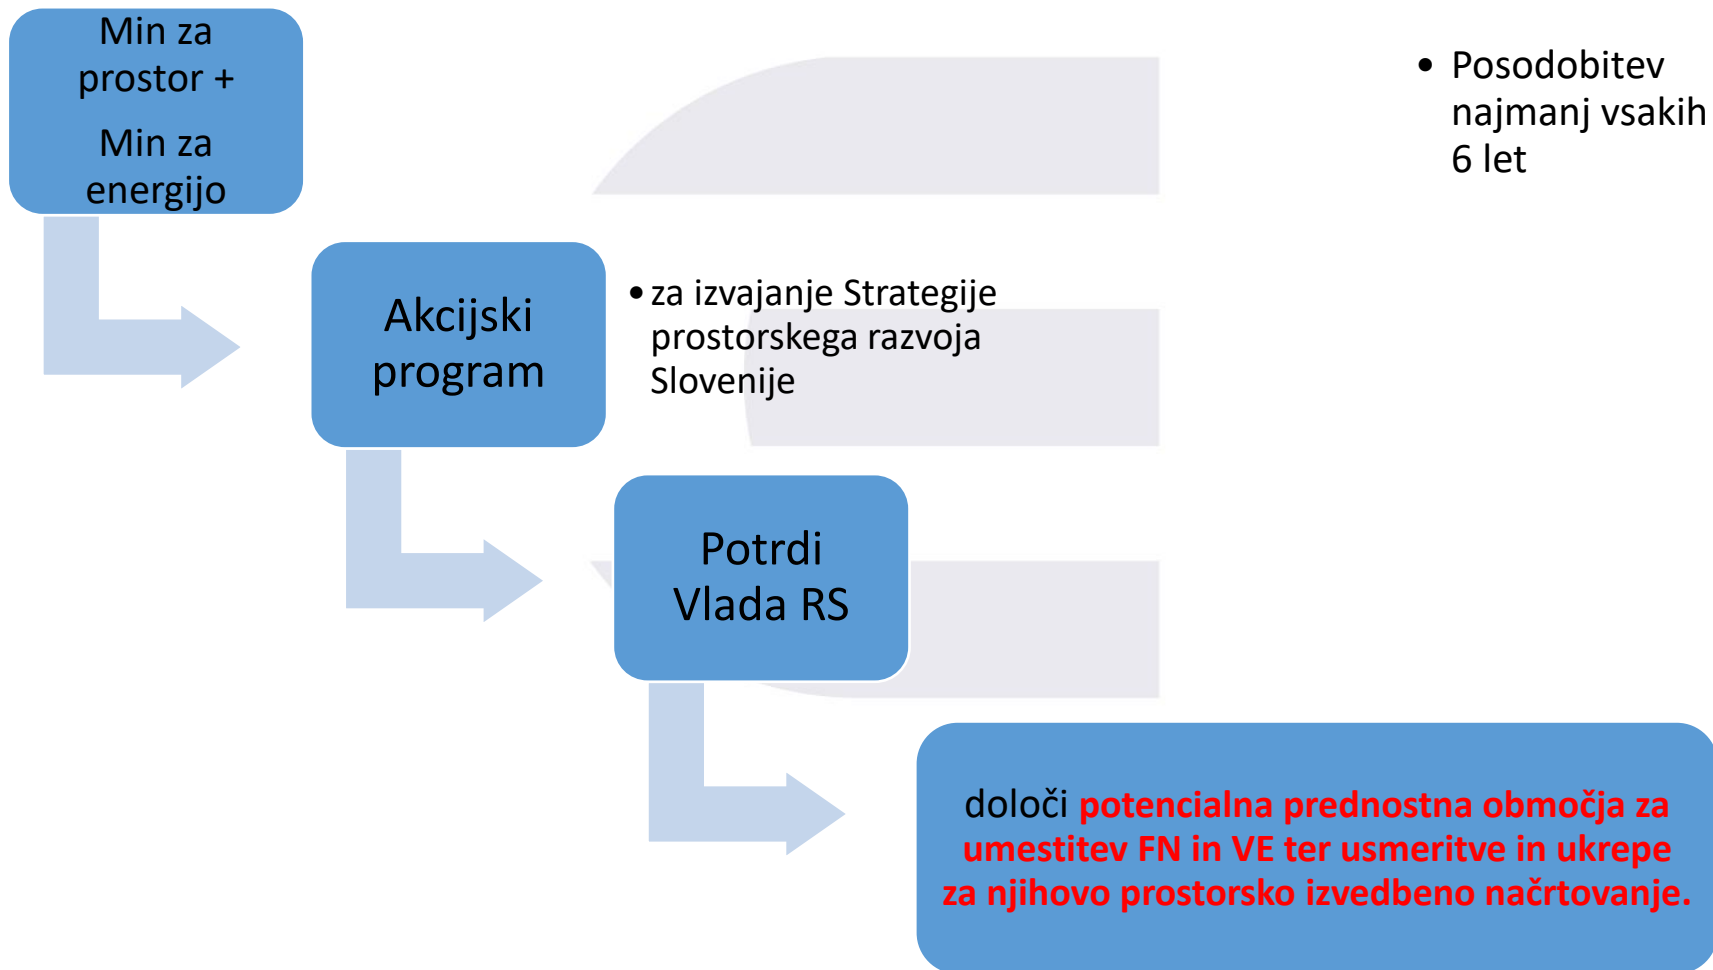 Min za
prostor +
Min za
energijo
• Posodobitev
najmanj vsakih
6 let
Akcijski
program
• za izvajanje Strategije
prostorskega razvoja
Slovenije
Potrdi
Vlada RS
določi potencialna prednostna območja za
umestitev FN in VE ter usmeritve in ukrepe
za njihovo prostorsko izvedbeno načrtovanje.